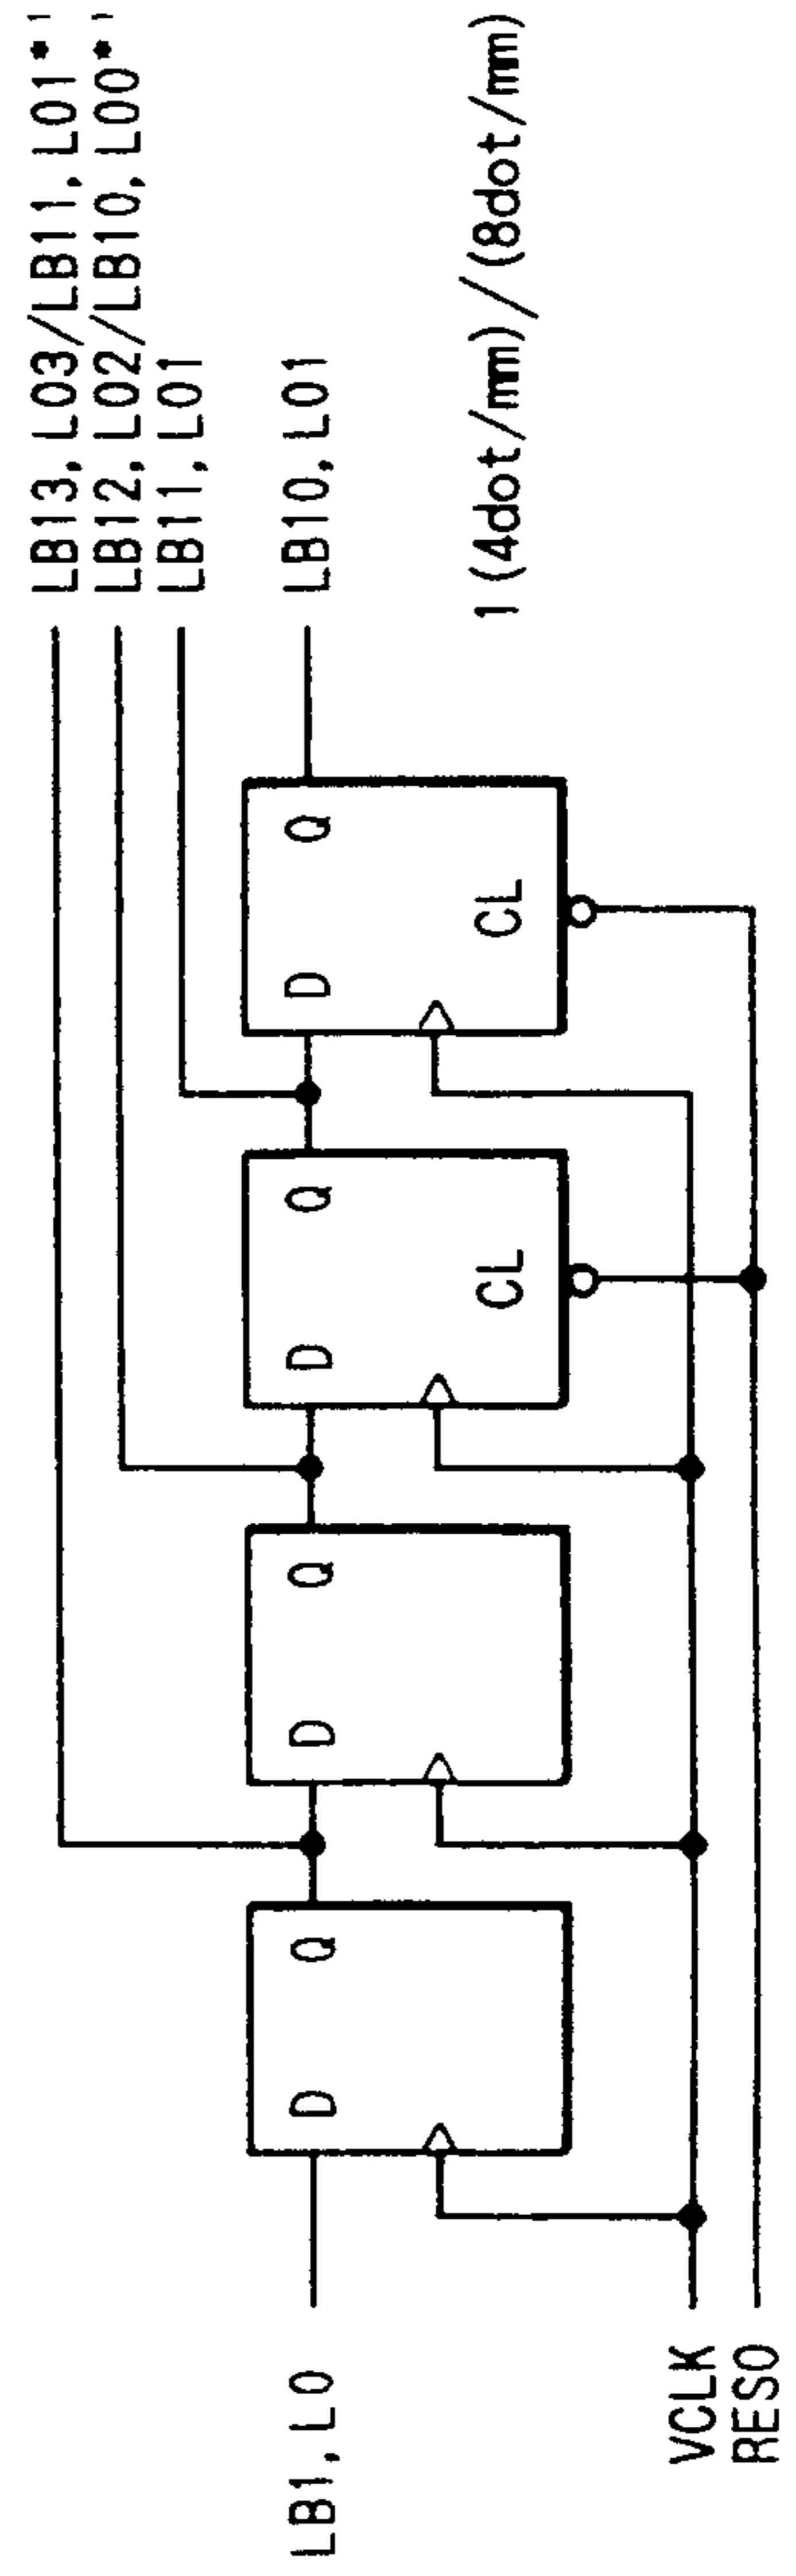 LB13, L03/LB11, L01*1
LB12, L02/LB10, L00*1
LB11, L01
LB1, L0
D Q
D Q
D Q
CL
D Q
CL
LB10, L01
1(4dot/mm)/(8dot/mm)
VCLK
RESO